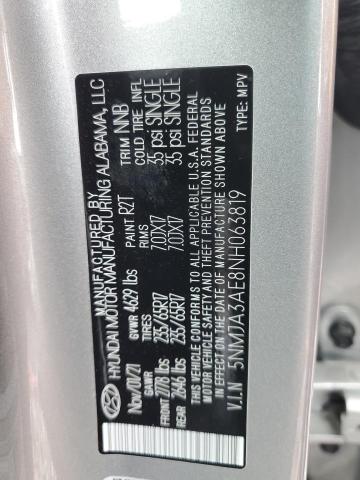 MANUFACTURED BY
HYUNDAI MOTOR MANUFACTURING ALABAMA, LLC
Nov/01/21 GVWR 4629 lbs PAINT R2T TRIM NNB
GAWR TIRES RIMS COLD TIRE INFL
FRONT 2778 lbs 235/65R17 7.0JX17 35 psi SINGLE
REAR 2646 lbs 235/65R17 7.0JX17 35 psi SINGLE
THIS VEHICLE CONFORMS TO ALL APPLICABLE U.S.A. FEDERAL
MOTOR VEHICLE SAFETY AND THEFT PREVENTION
STANDARDS IN EFFECT ON THE DATE OF MANUFACTURE SHOWN ABOVE
V.I.N 5NMJA3AE8NH063819 TYPE: MPV